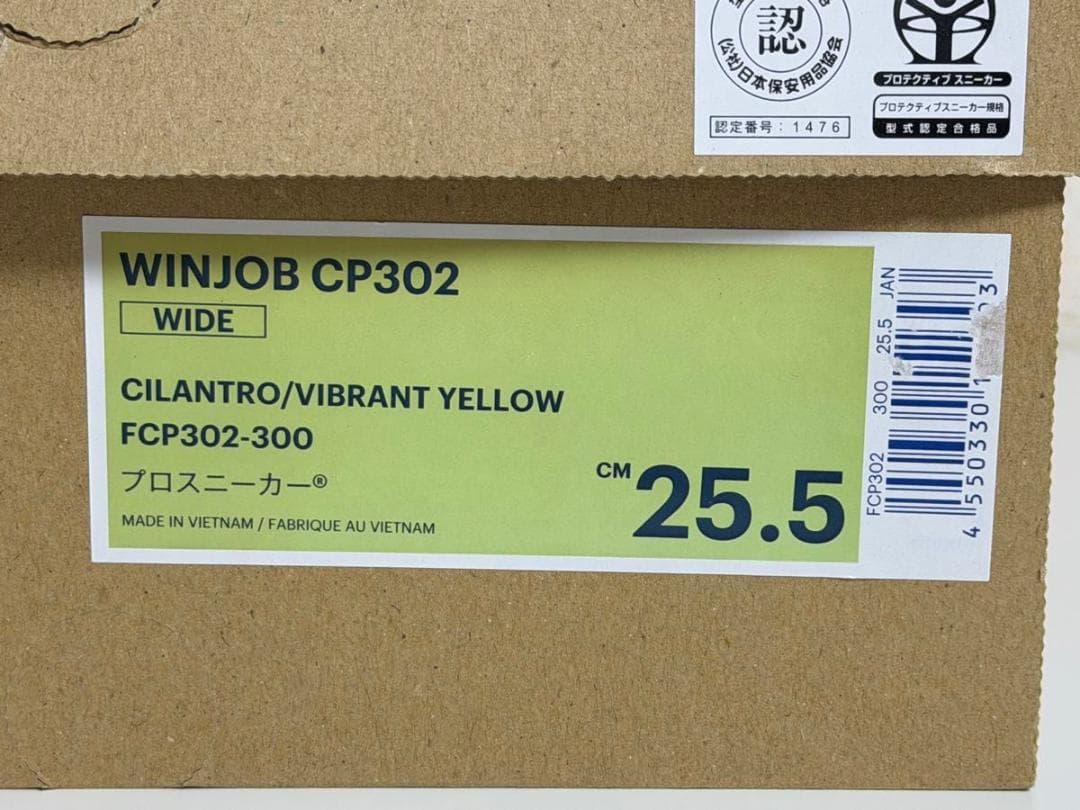 認
(公社)日本保安用品協会
認定番号：1476
プロテクティブ スニーカー
プロテクティブスニーカー規格
型式認定合格品
WINJOB CP302
WIDE
CILANTRO/VIBRANT YELLOW
FCP302-300
プロスニーカー®
MADE IN VIETNAM / FABRIQUE AU VIETNAM
CM 25.5
FCP302 300 25.5 JAN
4 550330 1